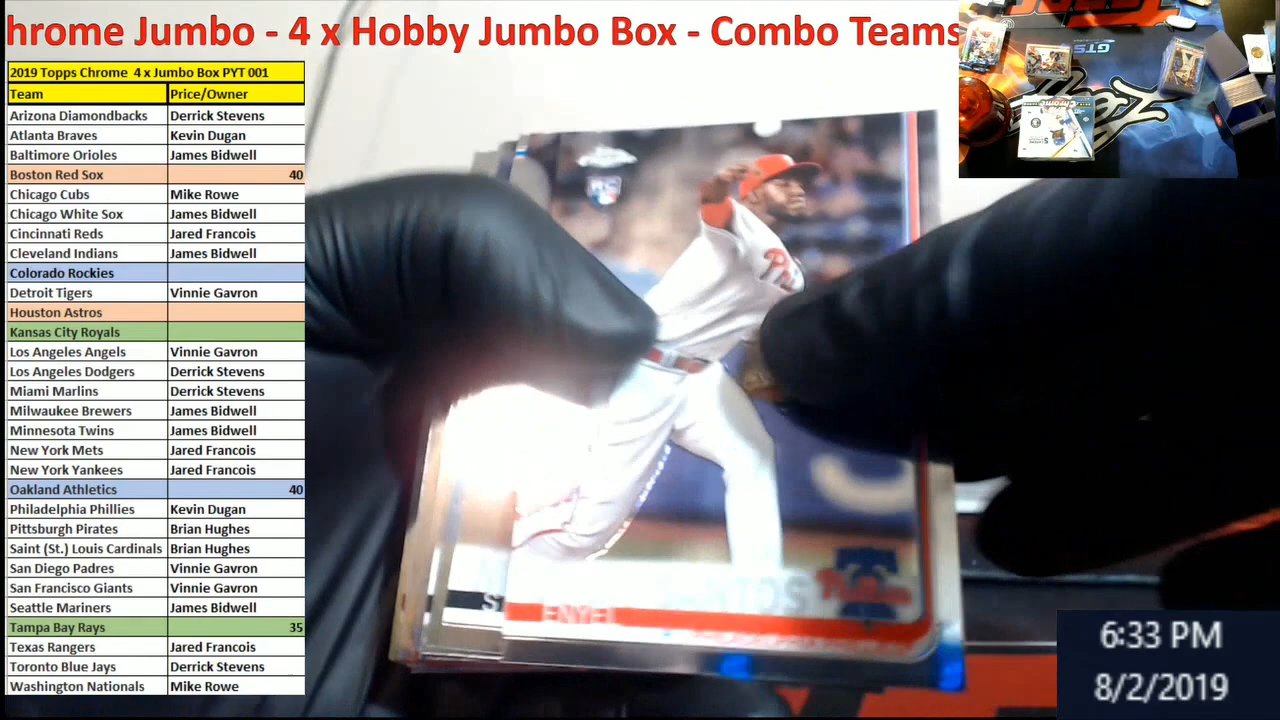 hrome Jumbo - 4 x Hobby Jumbo Box - Combo Teams
2019 Topps Chrome 4 x Jumbo Box PYT 001
Team Price/Owner
Arizona Diamondbacks Derrick Stevens
Atlanta Braves Kevin Dugan
Baltimore Orioles James Bidwell
Boston Red Sox 40
Chicago Cubs Mike Rowe
Chicago White Sox James Bidwell
Cincinnati Reds Jared Francois
Cleveland Indians James Bidwell
Colorado Rockies
Detroit Tigers Vinnie Gavron
Houston Astros
Kansas City Royals
Los Angeles Angels Vinnie Gavron
Los Angeles Dodgers Derrick Stevens
Miami Marlins Derrick Stevens
Milwaukee Brewers James Bidwell
Minnesota Twins James Bidwell
New York Mets Jared Francois
New York Yankees Jared Francois
Oakland Athletics 40
Philadelphia Phillies Kevin Dugan
Pittsburgh Pirates Brian Hughes
Saint (St.) Louis Cardinals Brian Hughes
San Diego Padres Vinnie Gavron
San Francisco Giants Vinnie Gavron
Seattle Mariners James Bidwell
Tampa Bay Rays 35
Texas Rangers Jared Francois
Toronto Blue Jays Derrick Stevens
Washington Nationals Mike Rowe
ENYEL
Phillies
GTS
6:33 PM
8/2/2019